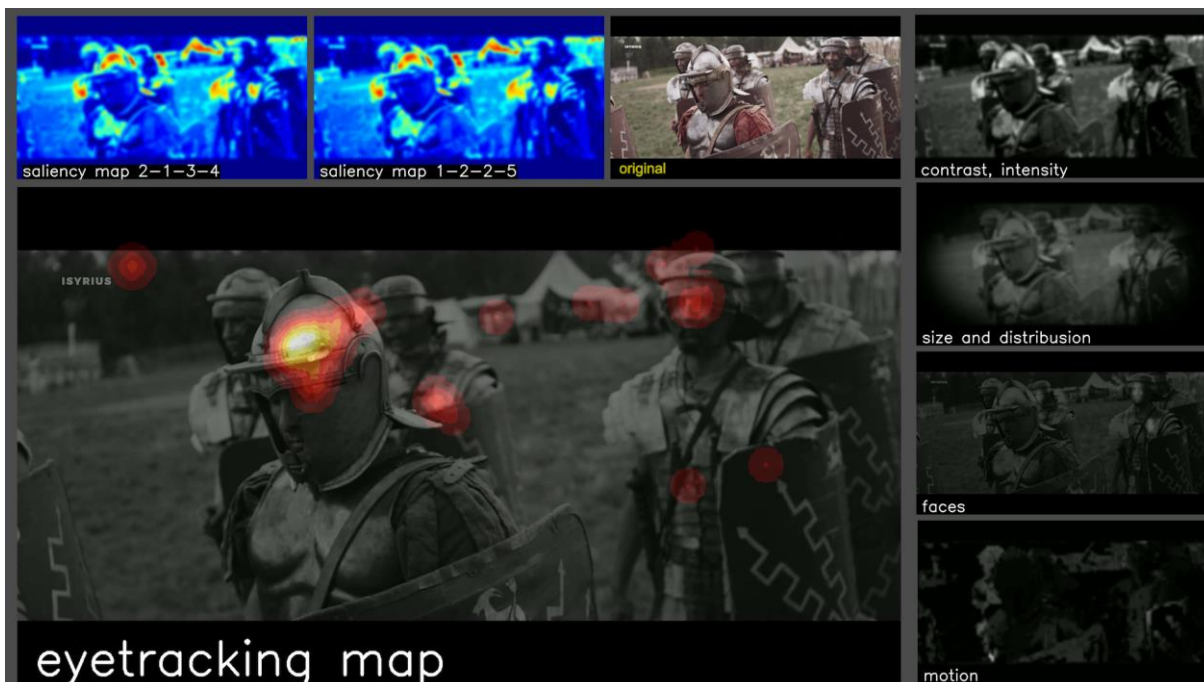 saliency map 2-1-3-4
saliency map 1-2-2-5
original
contrast, intensity
ISYRIUS
size and distribusion
faces
eyetracking map
motion